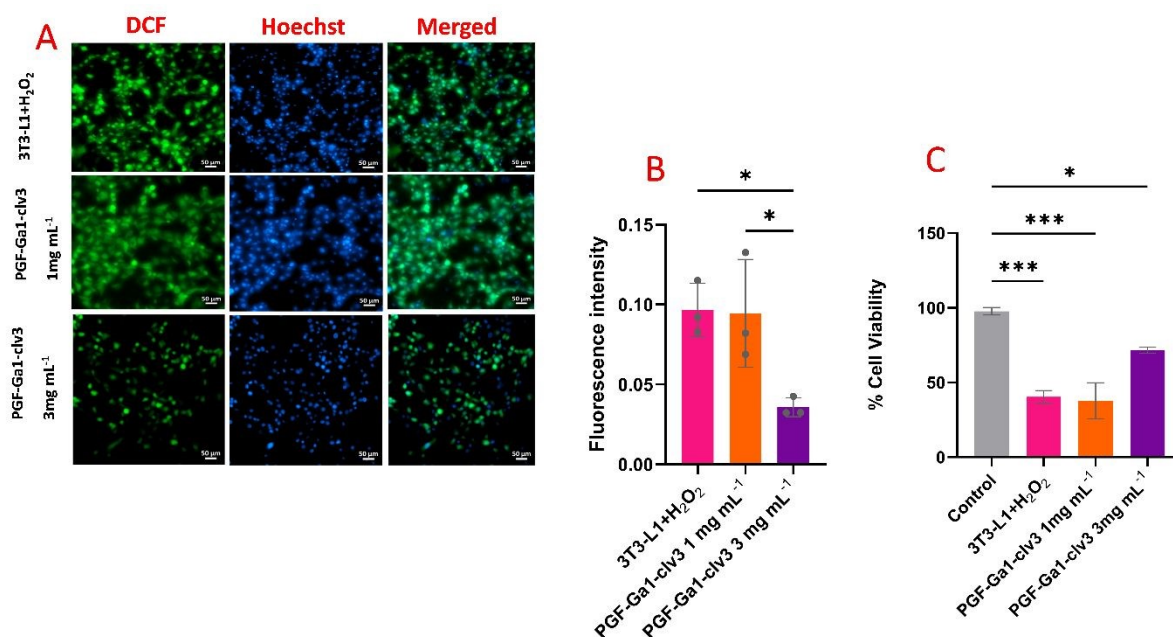 A
DCF Hoechst Merged
3T3-L1+H₂O₂
50 µm 50 µm 50 µm
PGF-Ga1-clv3
1mg mL⁻¹
50 µm 50 µm 50 µm
PGF-Ga1-clv3
3mg mL⁻¹
50 µm 50 µm 50 µm
B
Fluorescence intensity
*
*
0.15
0.10
0.05
0.00
3T3-L1+H₂O₂
PGF-Ga1-clv3 1 mg mL⁻¹
PGF-Ga1-clv3 3 mg mL⁻¹
C
% Cell Viability
*
***
***
150
100
50
0
Control
3T3-L1+H₂O₂
PGF-Ga1-clv3 1mg mL⁻¹
PGF-Ga1-clv3 3mg mL⁻¹